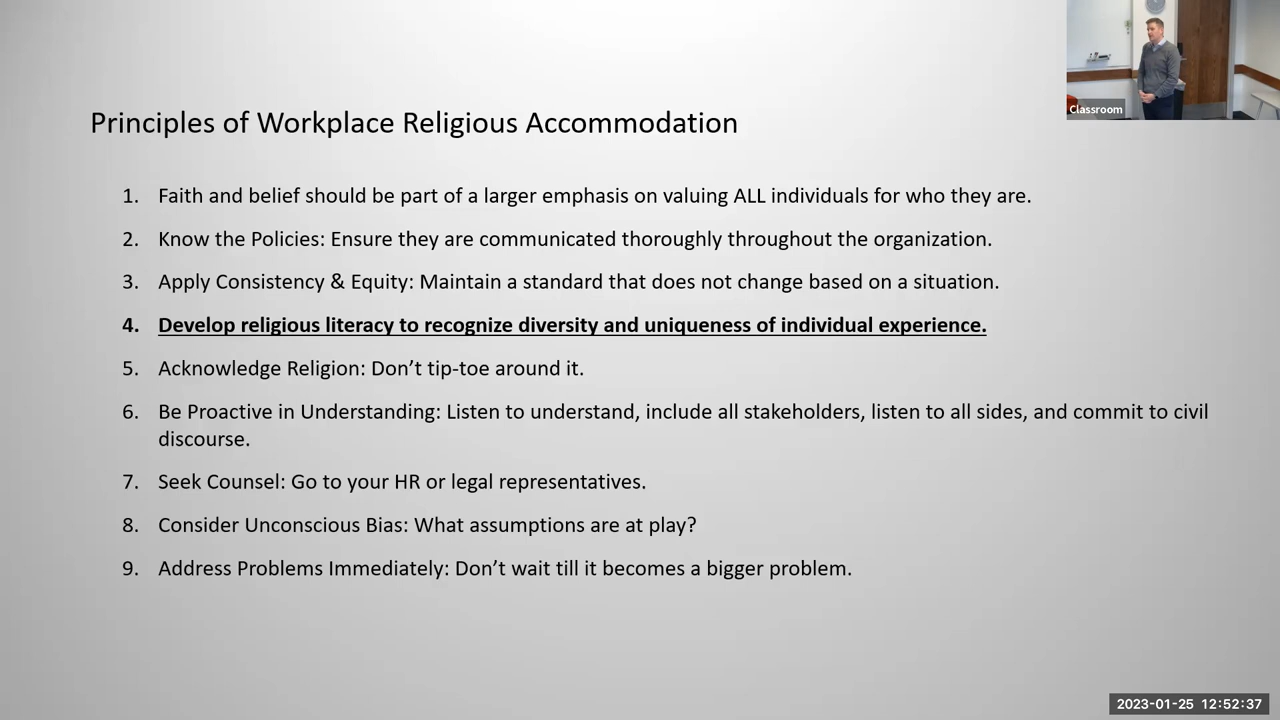 Classroom
Principles of Workplace Religious Accommodation
1. Faith and belief should be part of a larger emphasis on valuing ALL individuals for who they are.
2. Know the Policies: Ensure they are communicated thoroughly throughout the organization.
3. Apply Consistency & Equity: Maintain a standard that does not change based on a situation.
4. Develop religious literacy to recognize diversity and uniqueness of individual experience.
5. Acknowledge Religion: Don’t tip-toe around it.
6. Be Proactive in Understanding: Listen to understand, include all stakeholders, listen to all sides, and commit to civil
discourse.
7. Seek Counsel: Go to your HR or legal representatives.
8. Consider Unconscious Bias: What assumptions are at play?
9. Address Problems Immediately: Don’t wait till it becomes a bigger problem.
2023-01-25 12:52:37